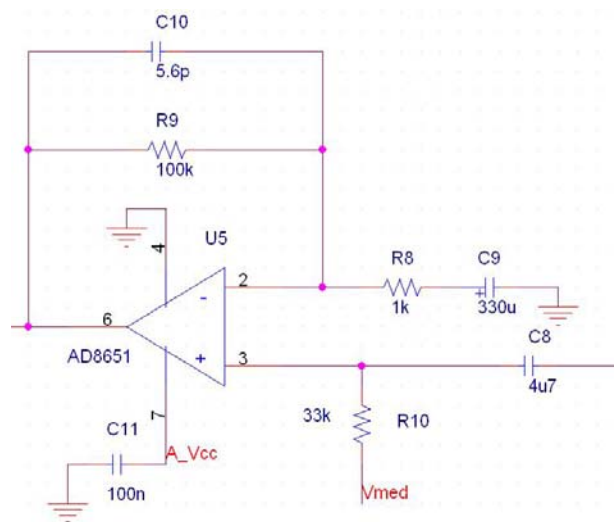 C10
5.6p
R9
100k
4
U5
2
R8
C9
1k
+
330u
-
6
AD8651
+
3
C8
4u7
7
33k
R10
C11
A_Vcc
100n
Vmed